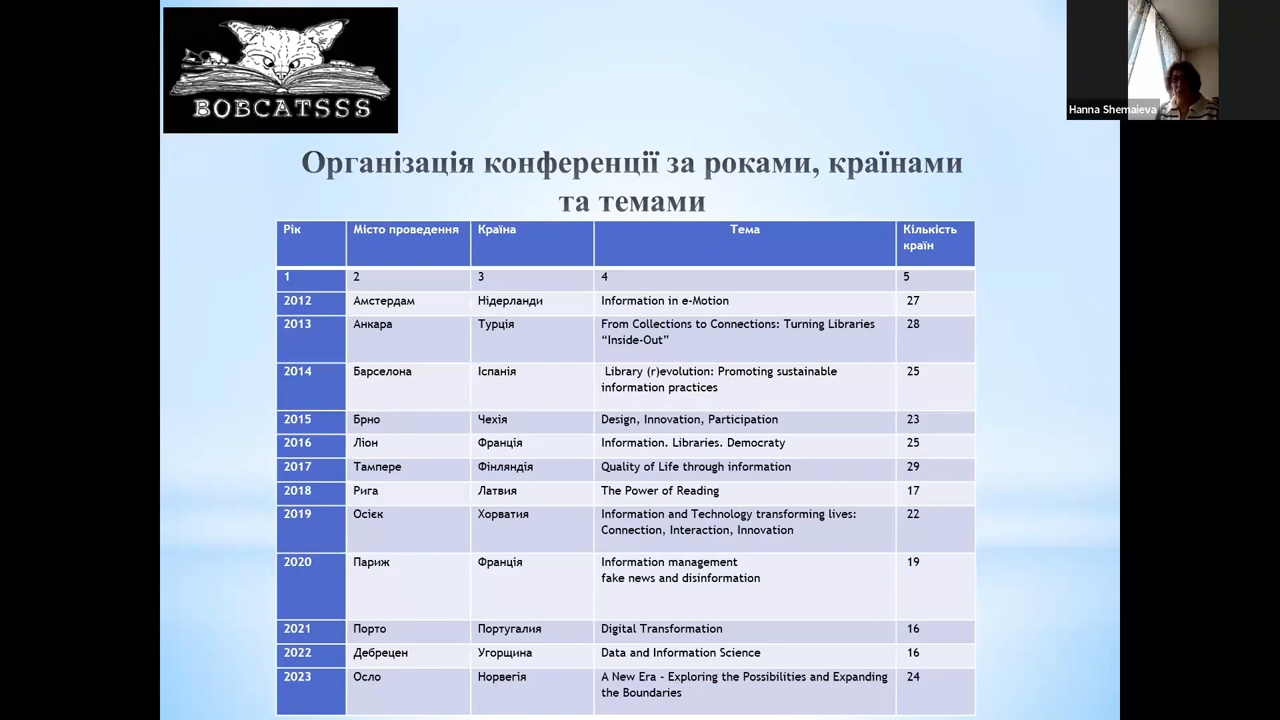 BOBCATSSS
Hanna Shemaieva
Організація конференції за роками, країнами
та темами
Рік Місто проведення Країна Тема Кількість
країн
1 2 3 4 5
2012 Амстердам Нідерланди Information in e-Motion 27
2013 Анкара Турція From Collections to Connections: Turning Libraries 28
“Inside-Out”
2014 Барселона Іспанія Library (r)evolution: Promoting sustainable 25
information practices
2015 Брно Чехія Design, Innovation, Participation 23
2016 Ліон Франція Information. Libraries. Democraty 25
2017 Тампере Фінляндія Quality of Life through information 29
2018 Рига Латвия The Power of Reading 17
2019 Осієк Хорватия Information and Technology transforming lives: 22
Connection, Interaction, Innovation
2020 Париж Франція Information management 19
fake news and disinformation
2021 Порто Португалия Digital Transformation 16
2022 Дебрецен Угорщина Data and Information Science 16
2023 Осло Норвегія A New Era - Exploring the Possibilities and Expanding 24
the Boundaries